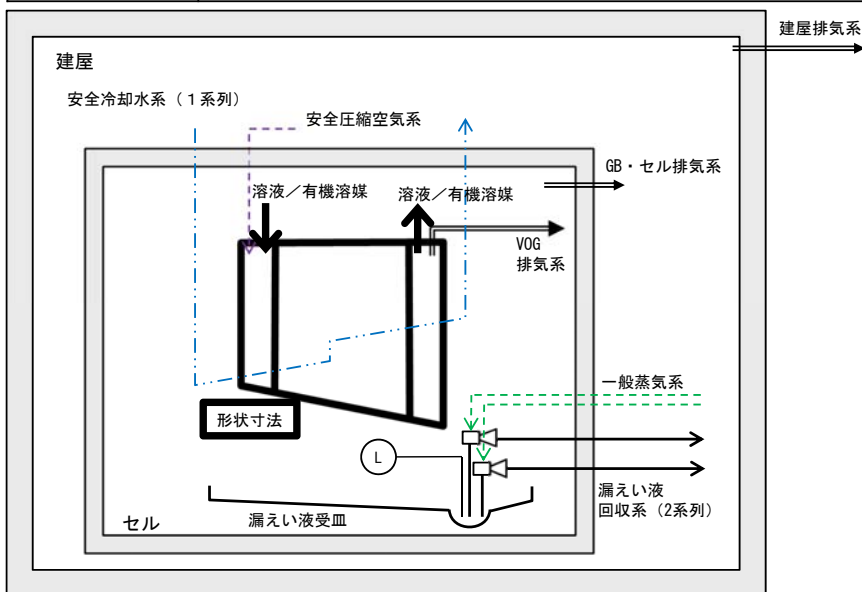 建屋排気系
建屋
安全冷却水系（１系列）
安全圧縮空気系
GB・セル排気系
溶液／有機溶媒
溶液／有機溶媒
VOG
排気系
一般蒸気系
形状寸法
L
漏えい液
回収系（2系列）
漏えい液受皿
セル